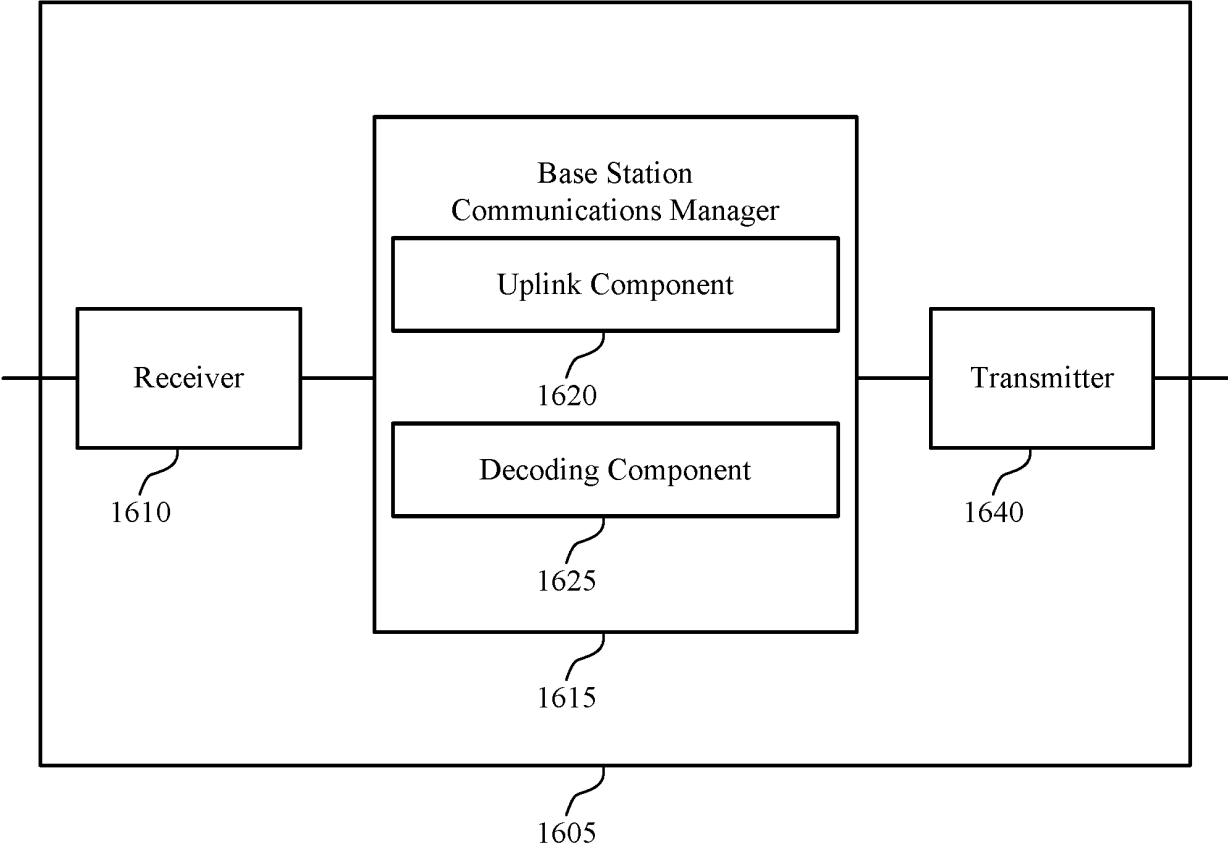 Base Station
Communications Manager
Uplink Component
Receiver
Transmitter
1620
Decoding Component
1610
1640
1625
1615
1605